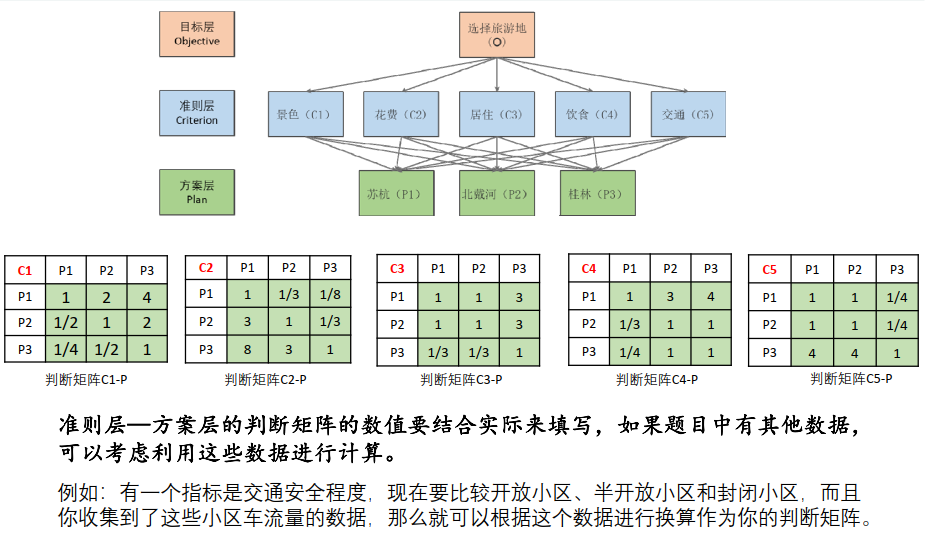 目标层
Objective
选择旅游地
（O）
准则层
Criterion
景色（C1） 花费（C2） 居住（C3） 饮食（C4） 交通（C5）
方案层
Plan
苏杭（P1） 北戴河（P2） 桂林（P3）
C1 P1 P2 P3
P1 1 2 4
P2 1/2 1 2
P3 1/4 1/2 1
判断矩阵C1-P
C2 P1 P2 P3
P1 1 1/3 1/8
P2 3 1 1/3
P3 8 3 1
判断矩阵C2-P
C3 P1 P2 P3
P1 1 1 3
P2 1 1 3
P3 1/3 1/3 1
判断矩阵C3-P
C4 P1 P2 P3
P1 1 3 4
P2 1/3 1 1
P3 1/4 1 1
判断矩阵C4-P
C5 P1 P2 P3
P1 1 1 1/4
P2 1 1 1/4
P3 4 4 1
判断矩阵C5-P
准则层—方案层的判断矩阵的数值要结合实际来填写，如果题目中有其他数据，
可以考虑利用这些数据进行计算。
例如：有一个指标是交通安全程度，现在要比较开放小区、半开放小区和封闭小区，而且
你收集到了这些小区车流量的数据，那么就可以根据这个数据进行换算作为你的判断矩阵。